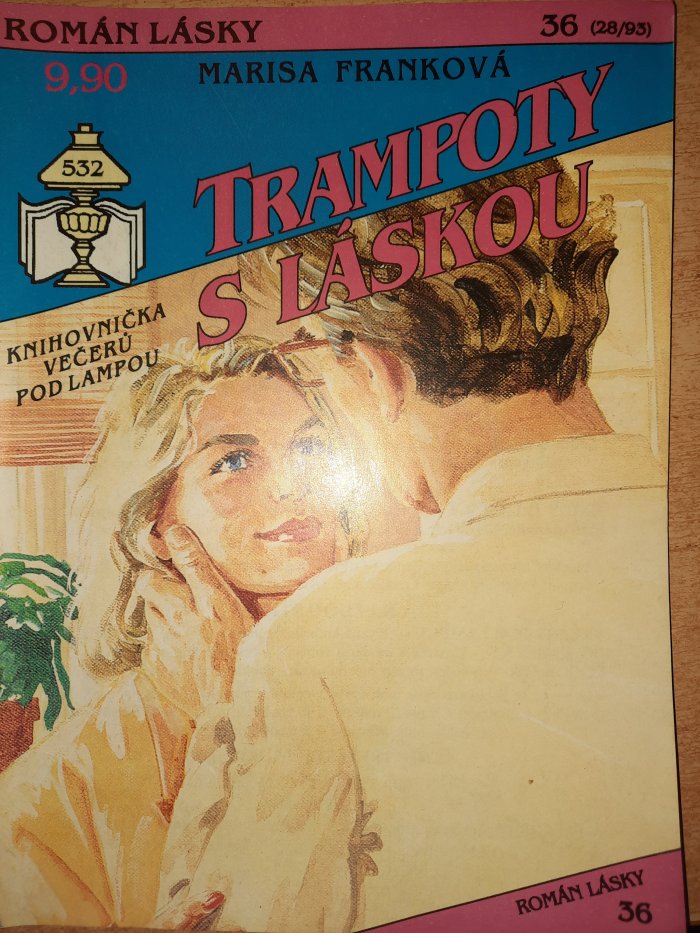 ROMÁN LÁSKY
36 (28/93)
9,90
MARISA FRANKOVÁ
TRAMPOTY
S LÁSKOU
532
KNIHOVNIČKA
VEČERŮ
POD LAMPOU
ROMÁN LÁSKY
36